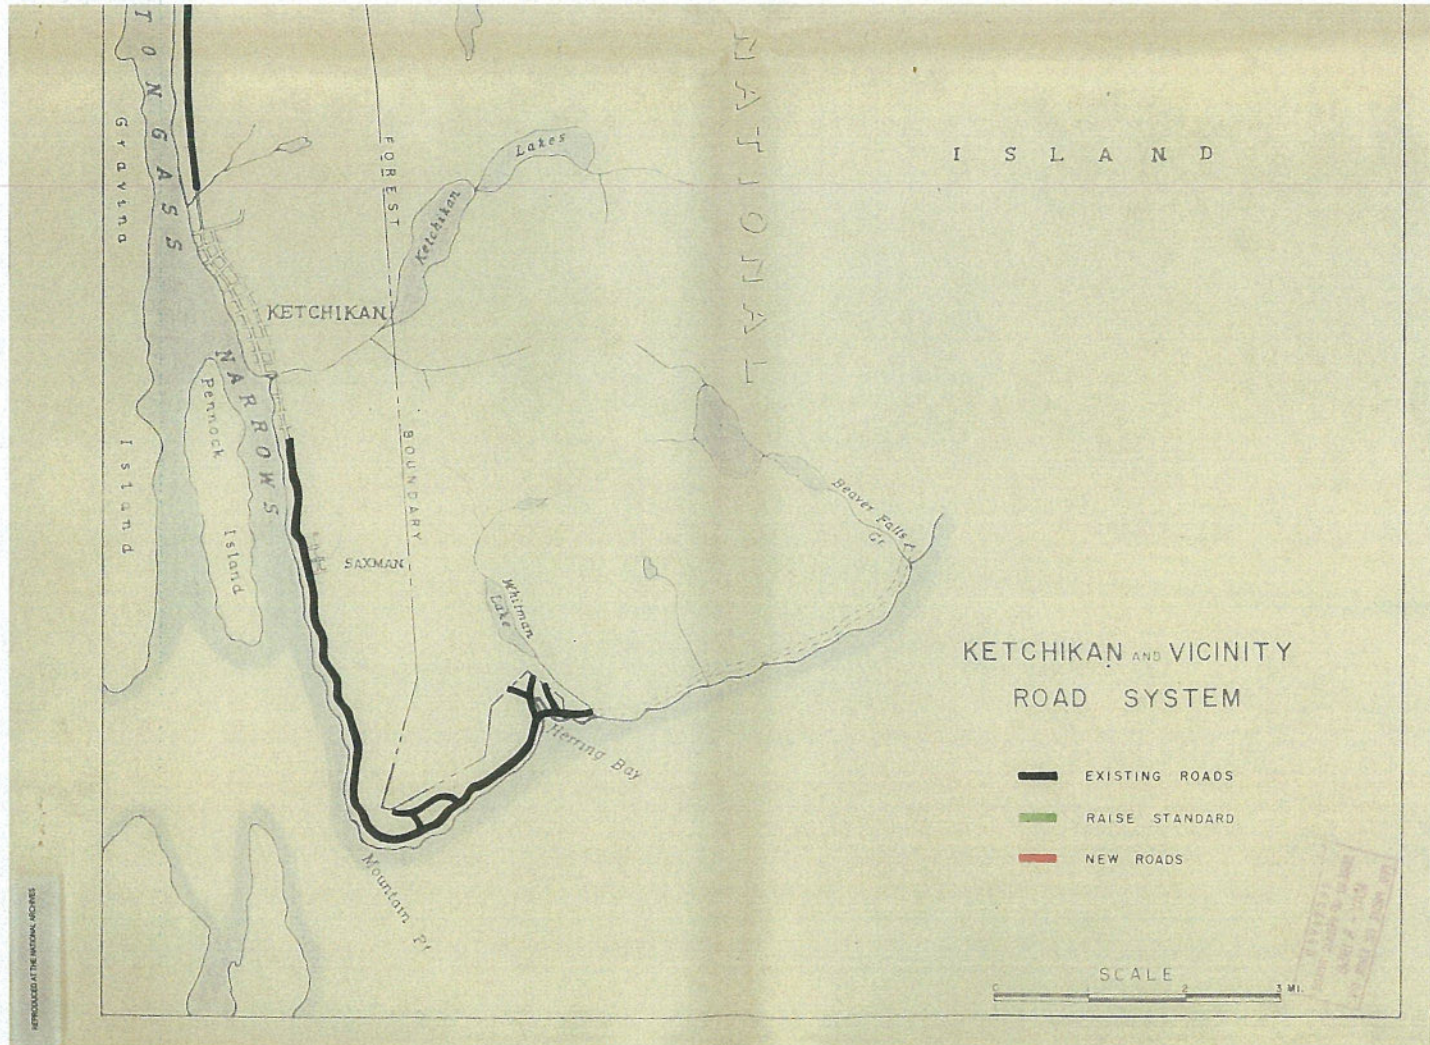 TONGASS
NARROWS
Gravina
Island
FOREST
BOUNDARY
Ketchikan
Lakes
NATIONAL
ISLAND
KETCHIKAN
Pennock
Island
SAXMAN
Whitman
Lake
Beaver Falls
Cr.
Herring Bay
Mountain Pt
KETCHIKAN AND VICINITY
ROAD SYSTEM
EXISTING ROADS
RAISE STANDARD
NEW ROADS
SCALE
0 1 2 3 MI.
REPRODUCED AT THE NATIONAL ARCHIVES